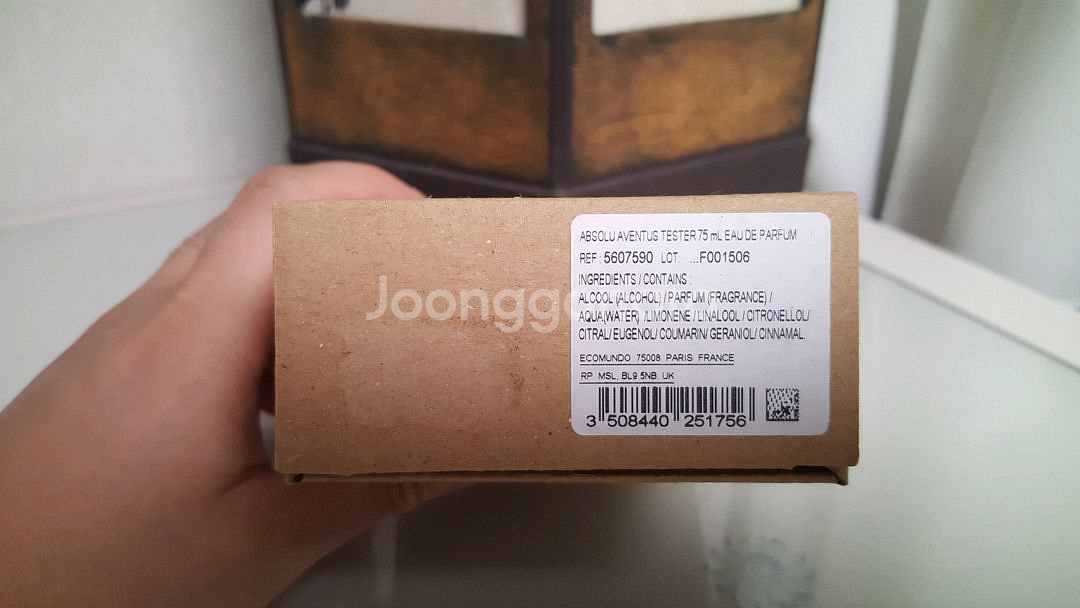 Joongg
ABSOLU AVENTUS TESTER 75 mL EAU DE PARFUM
REF : 5607590 LOT: ...F001506
INGREDIENTS / CONTAINS :
ALCOOL (ALCOHOL) / PARFUM (FRAGRANCE) /
AQUA(WATER) /LIMONENE / LINALOOL / CITRONELLOL/
CITRAL/ EUGENOL/ COUMARIN/ GERANIOL/ CINNAMAL.
ECOMUNDO 75008 PARIS FRANCE
RP MSL, BL9 5NB, UK
3 508440 251756